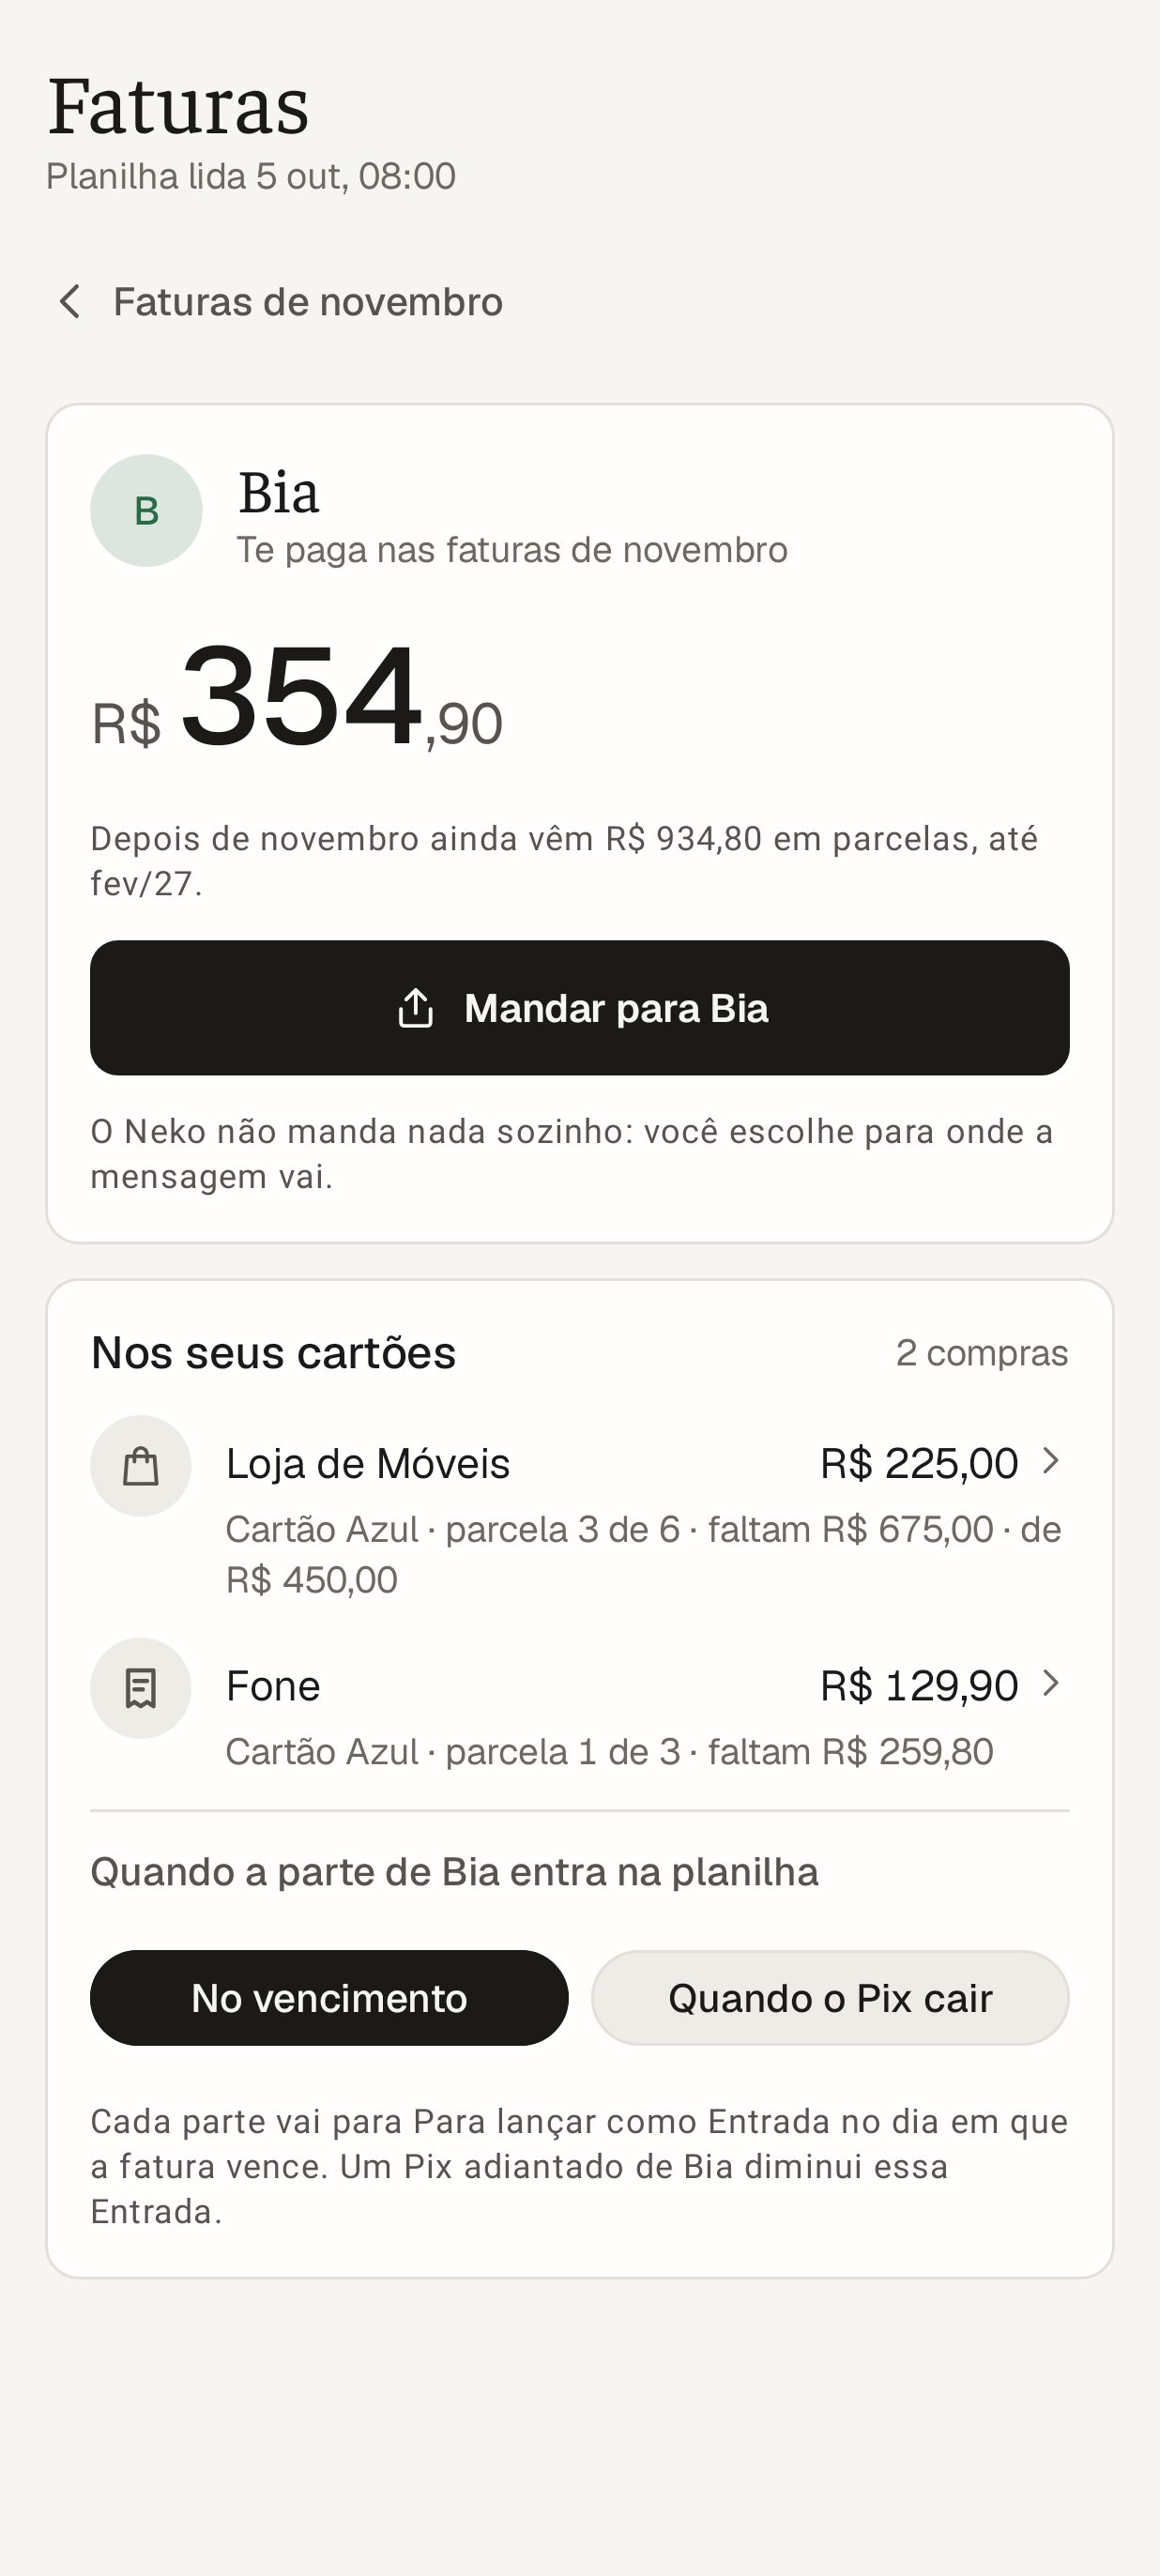 Faturas
Planilha lida 5 out, 08:00
Faturas de novembro
B
Bia
Te paga nas faturas de novembro
R$ 354,90
Depois de novembro ainda vêm R$ 934,80 em parcelas, até
fev/27.
Mandar para Bia
O Neko não manda nada sozinho: você escolhe para onde a
mensagem vai.
Nos seus cartões
2 compras
Loja de Móveis
R$ 225,00
Cartão Azul · parcela 3 de 6 · faltam R$ 675,00 · de
R$ 450,00
Fone
R$ 129,90
Cartão Azul · parcela 1 de 3 · faltam R$ 259,80
Quando a parte de Bia entra na planilha
No vencimento
Quando o Pix cair
Cada parte vai para Para lançar como Entrada no dia em que
a fatura vence. Um Pix adiantado de Bia diminui essa
Entrada.